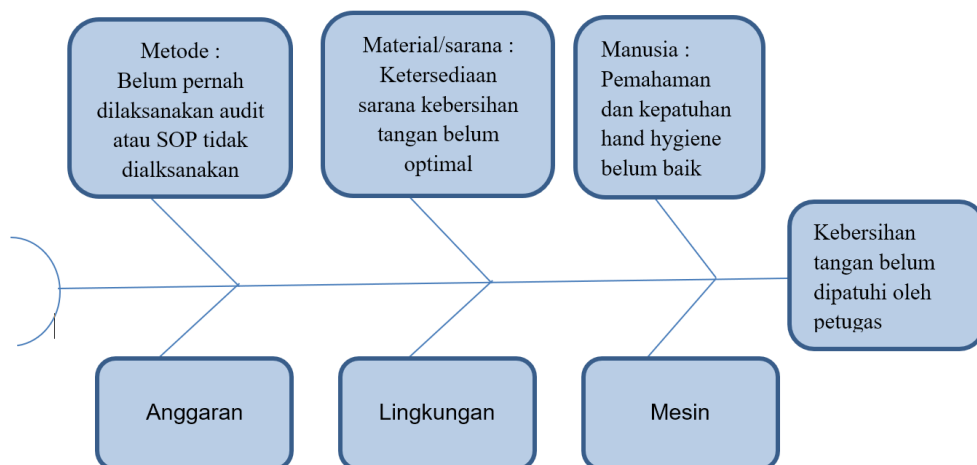 Metode :
Belum pernah
dilaksanakan audit
atau SOP tidak
dialksanakan
Material/sarana :
Ketersediaan
sarana kebersihan
tangan belum
optimal
Manusia :
Pemahaman
dan kepatuhan
hand hygiene
belum baik
Kebersihan
tangan belum
dipatuhi oleh
petugas
Anggaran
Lingkungan
Mesin